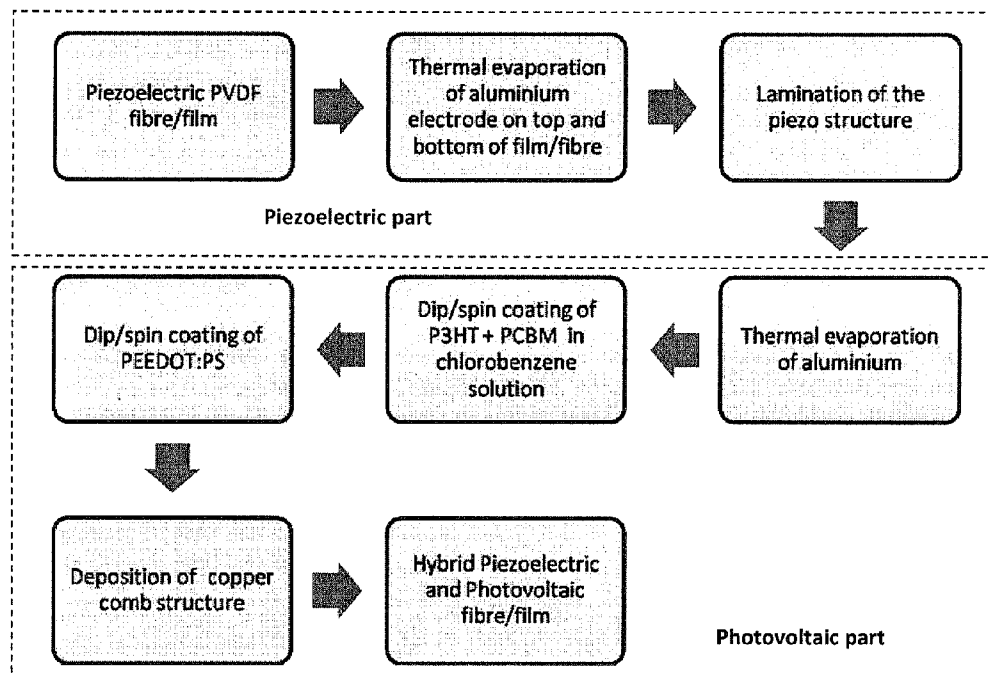 Piezoelectric PVDF
fibre/film
Thermal evaporation
of aluminium
electrode on top and
bottom of film/fibre
Lamination of the
piezo structure
Piezoelectric part
Thermal evaporation
of aluminium
Dip/spin coating of
P3HT + PCBM in
chlorobenzene
solution
Dip/spin coating of
PEEDOT:PS
Deposition of copper
comb structure
Hybrid Piezoelectric
and Photovoltaic
fibre/film
Photovoltaic part